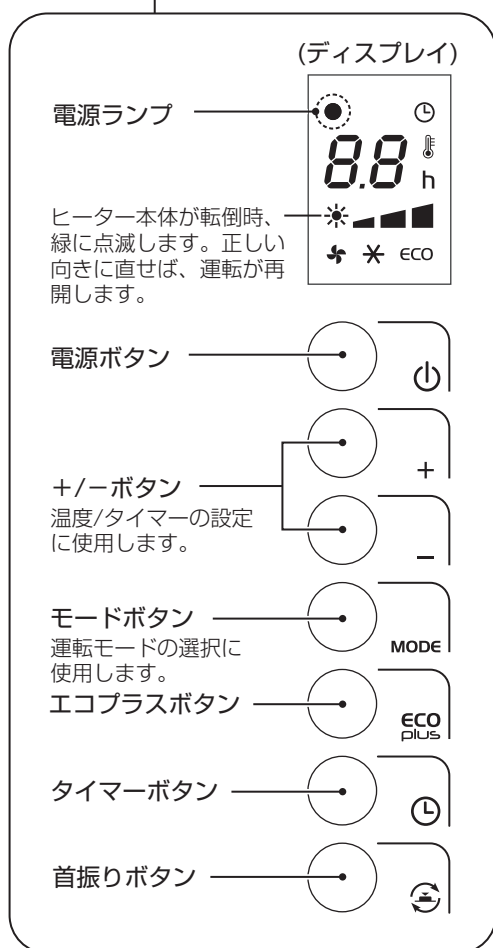 (ディスプレイ)
電源ランプ
8.8
h
ヒーター本体が転倒時、
緑に点滅します。正しい
向きに直せば、運転が再
開します。
ECO
電源ボタン
+
+/−ボタン
温度/タイマーの設定
に使用します。
−
モードボタン
運転モードの選択に
使用します。
MODE
エコプラスボタン
ECO
plus
タイマーボタン
首振りボタン